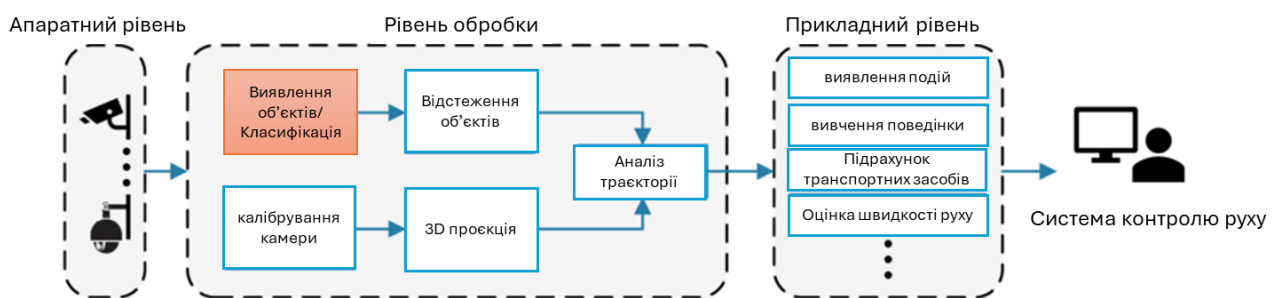 Апаратний рівень
Рівень обробки
Прикладний рівень
Виявлення
об’єктів/
Класифікація
Відстеження
об’єктів
Аналіз
траєкторії
калібрування
камери
3D проєкція
виявлення подій
вивчення поведінки
Підрахунок
транспортних засобів
Оцінка швидкості руху
Система контролю руху